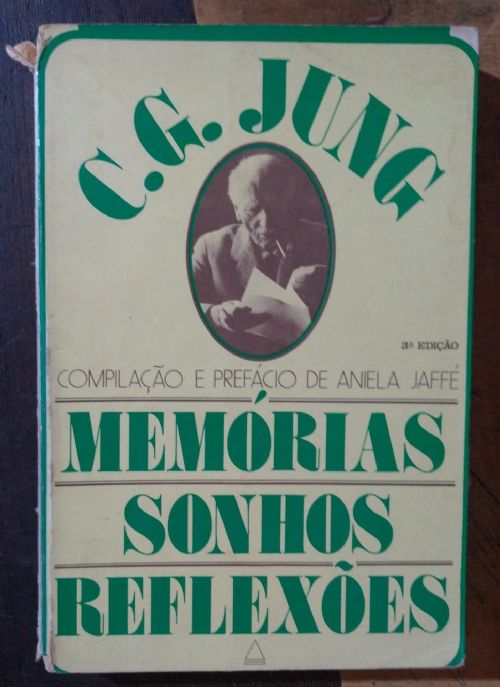 C.G. JUNG
3ª EDIÇÃO
COMPILAÇÃO E PREFÁCIO DE ANIELA JAFFÉ
MEMÓRIAS
SONHOS
REFLEXÕES